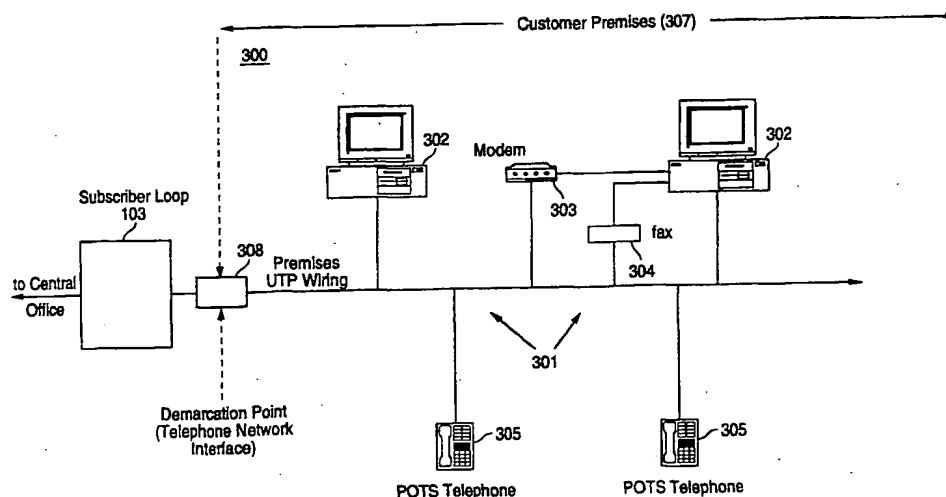 Customer Premises (307)
300
302
302
Modem
303
Subscriber Loop
103
fax
304
308
Premises
UTP Wiring
to Central
Office
301
Demarcation Point
(Telephone Network
Interface)
305
305
POTS Telephone
POTS Telephone